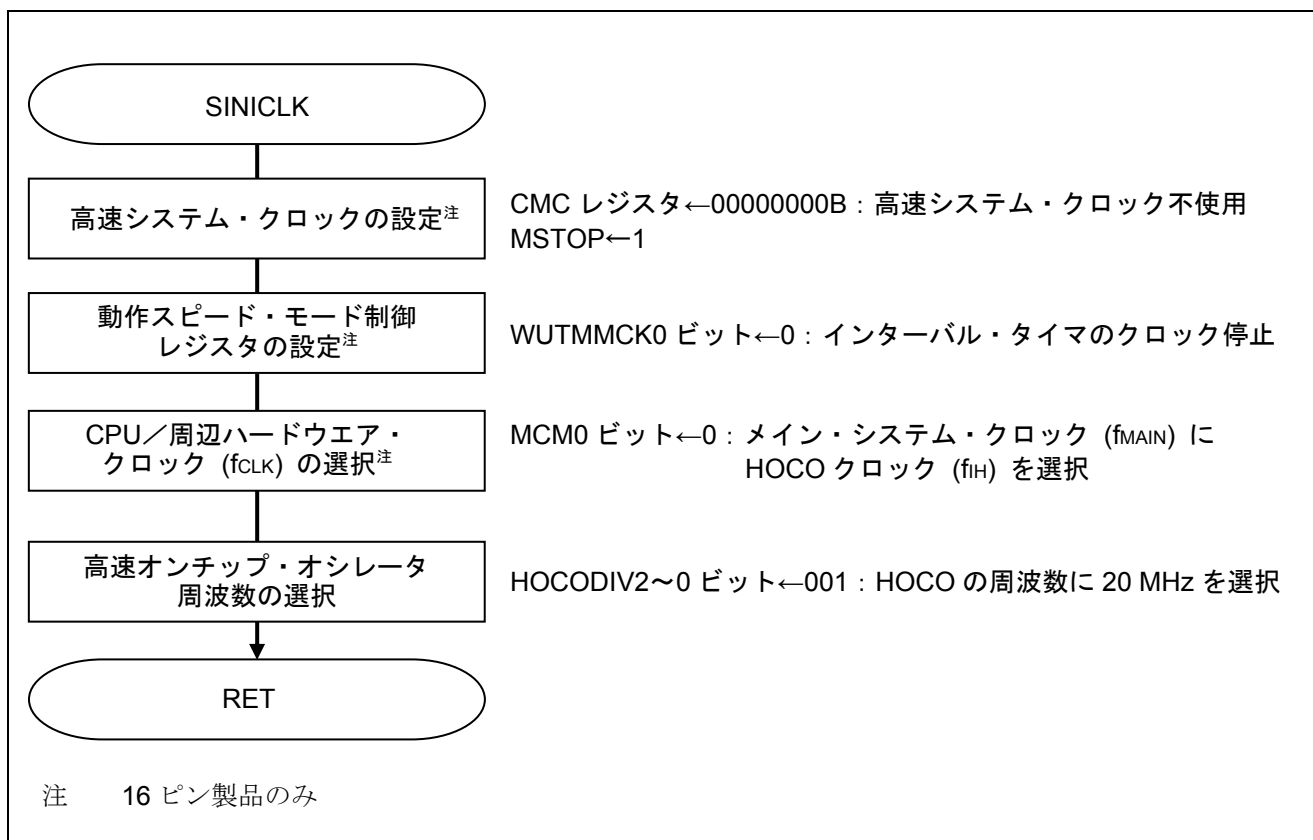 SINICLK
高速システム・クロックの設定注
CMC レジスタ←00000000B：高速システム・クロック不使用
MSTOP←1
動作スピード・モード制御
レジスタの設定注
WUTMMCK0 ビット←0：インターバル・タイマのクロック停止
CPU／周辺ハードウエア・
クロック (fCLK) の選択注
MCM0 ビット←0：メイン・システム・クロック (fMAIN) に
HOCO クロック (fIH) を選択
高速オンチップ・オシレータ
周波数の選択
HOCODIV2～0 ビット←001：HOCO の周波数に 20 MHz を選択
RET
注　16 ピン製品のみ